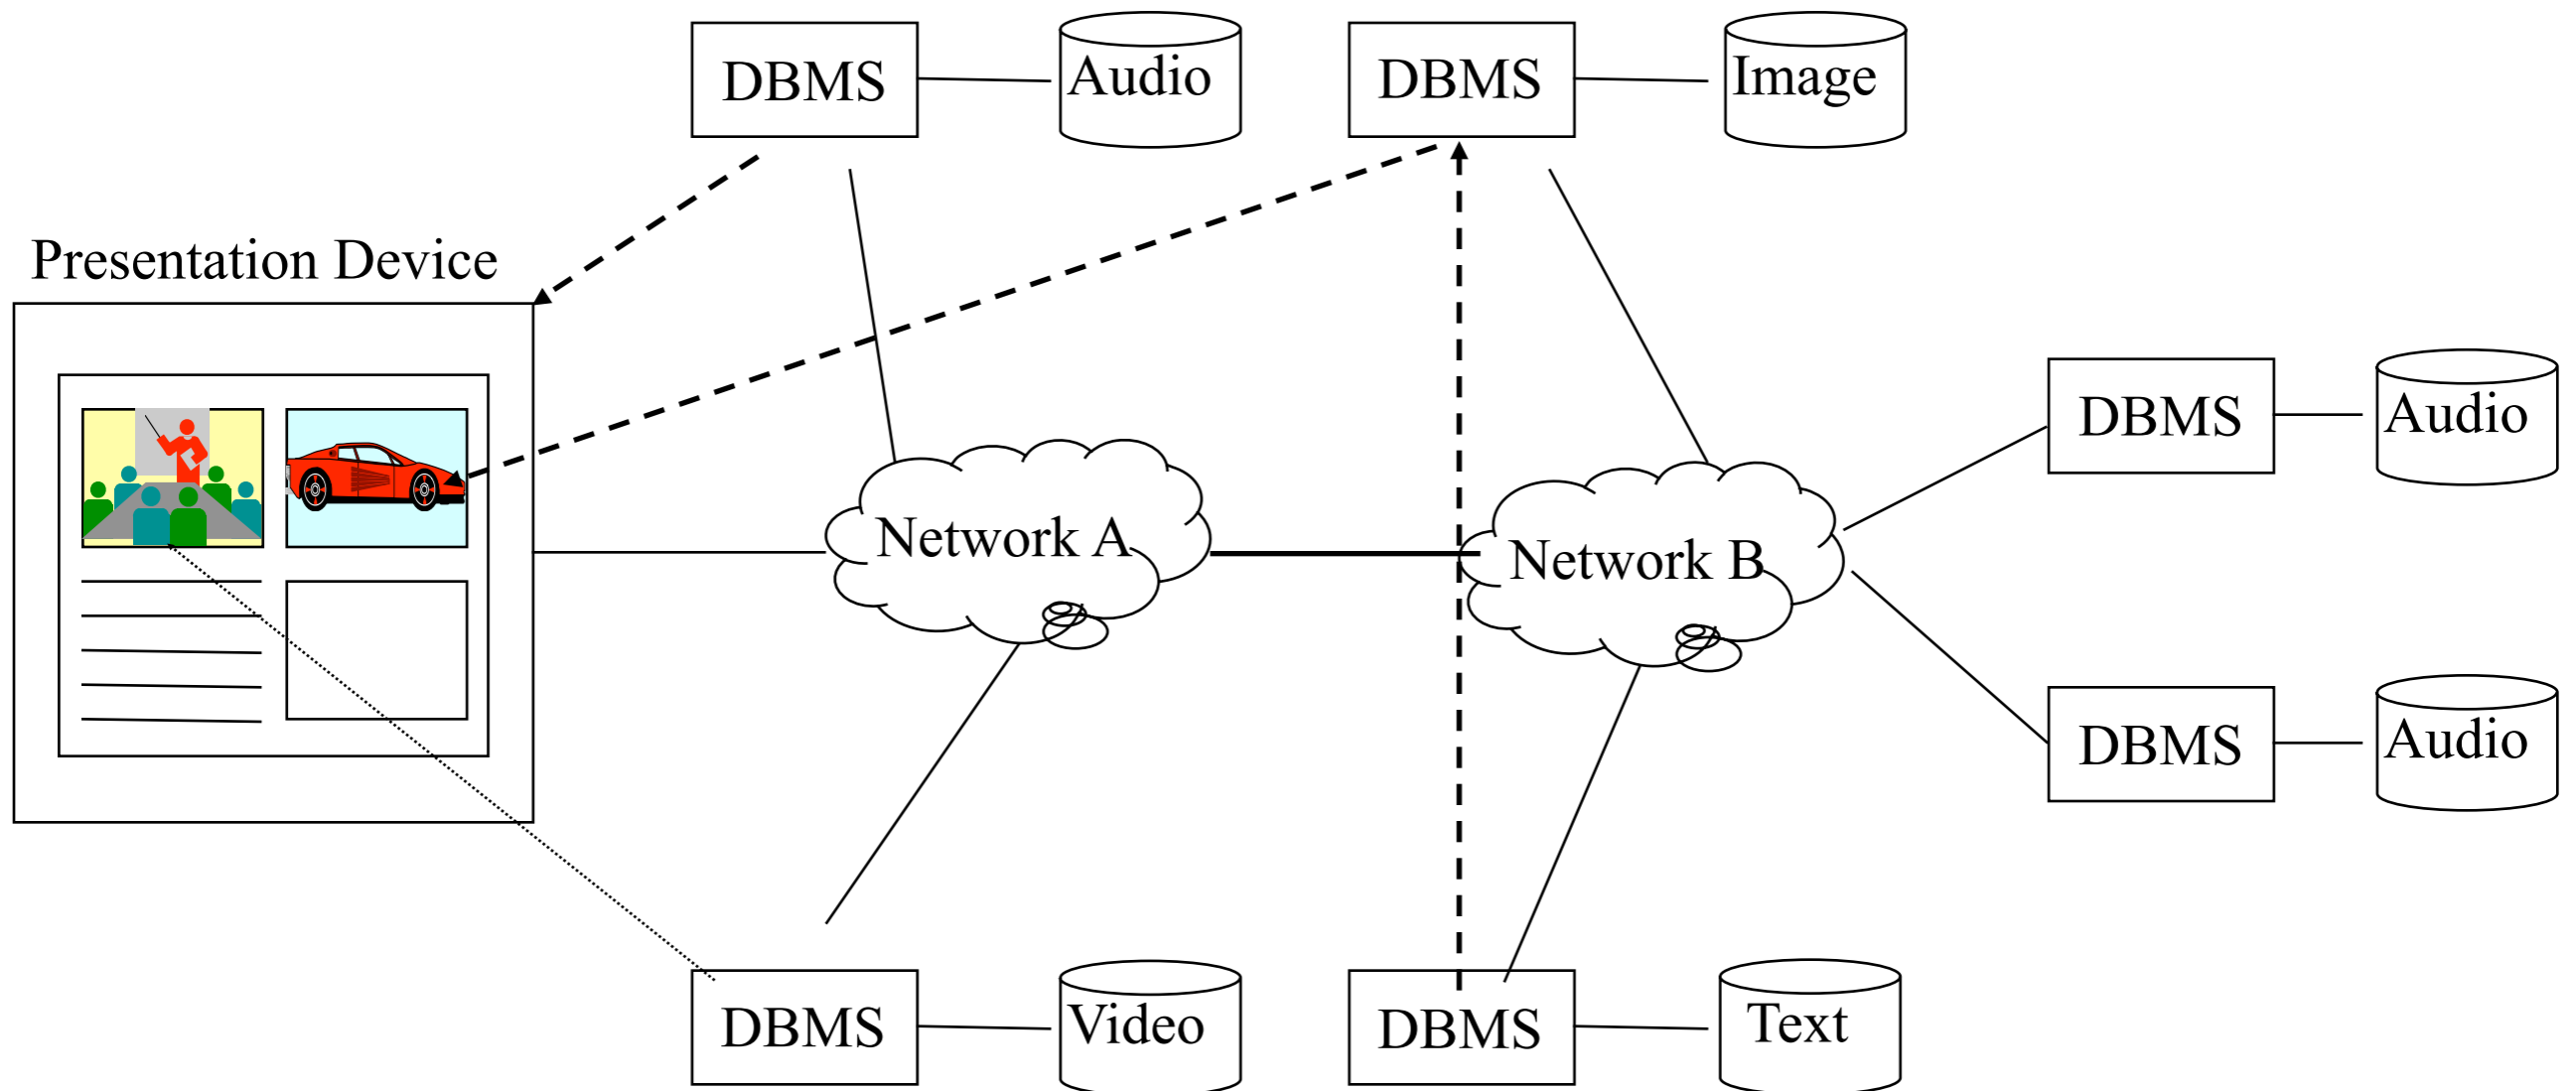 DBMS
Audio
DBMS
Image
Presentation Device
DBMS
Audio
Network A
Network B
DBMS
Audio
DBMS
Video
DBMS
Text